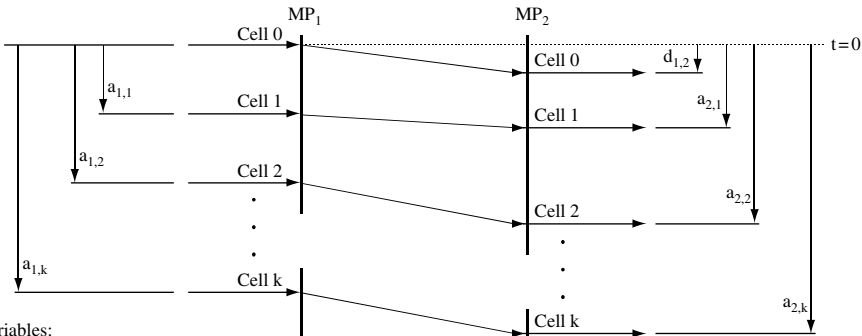 MP1 MP2
Cell 0 t=0
Cell 0 d1,2
a1,1
Cell 1 Cell 1 a2,1
a1,2
Cell 2 Cell 2 a2,2
a1,k
Cell k Cell k a2,k
riables: